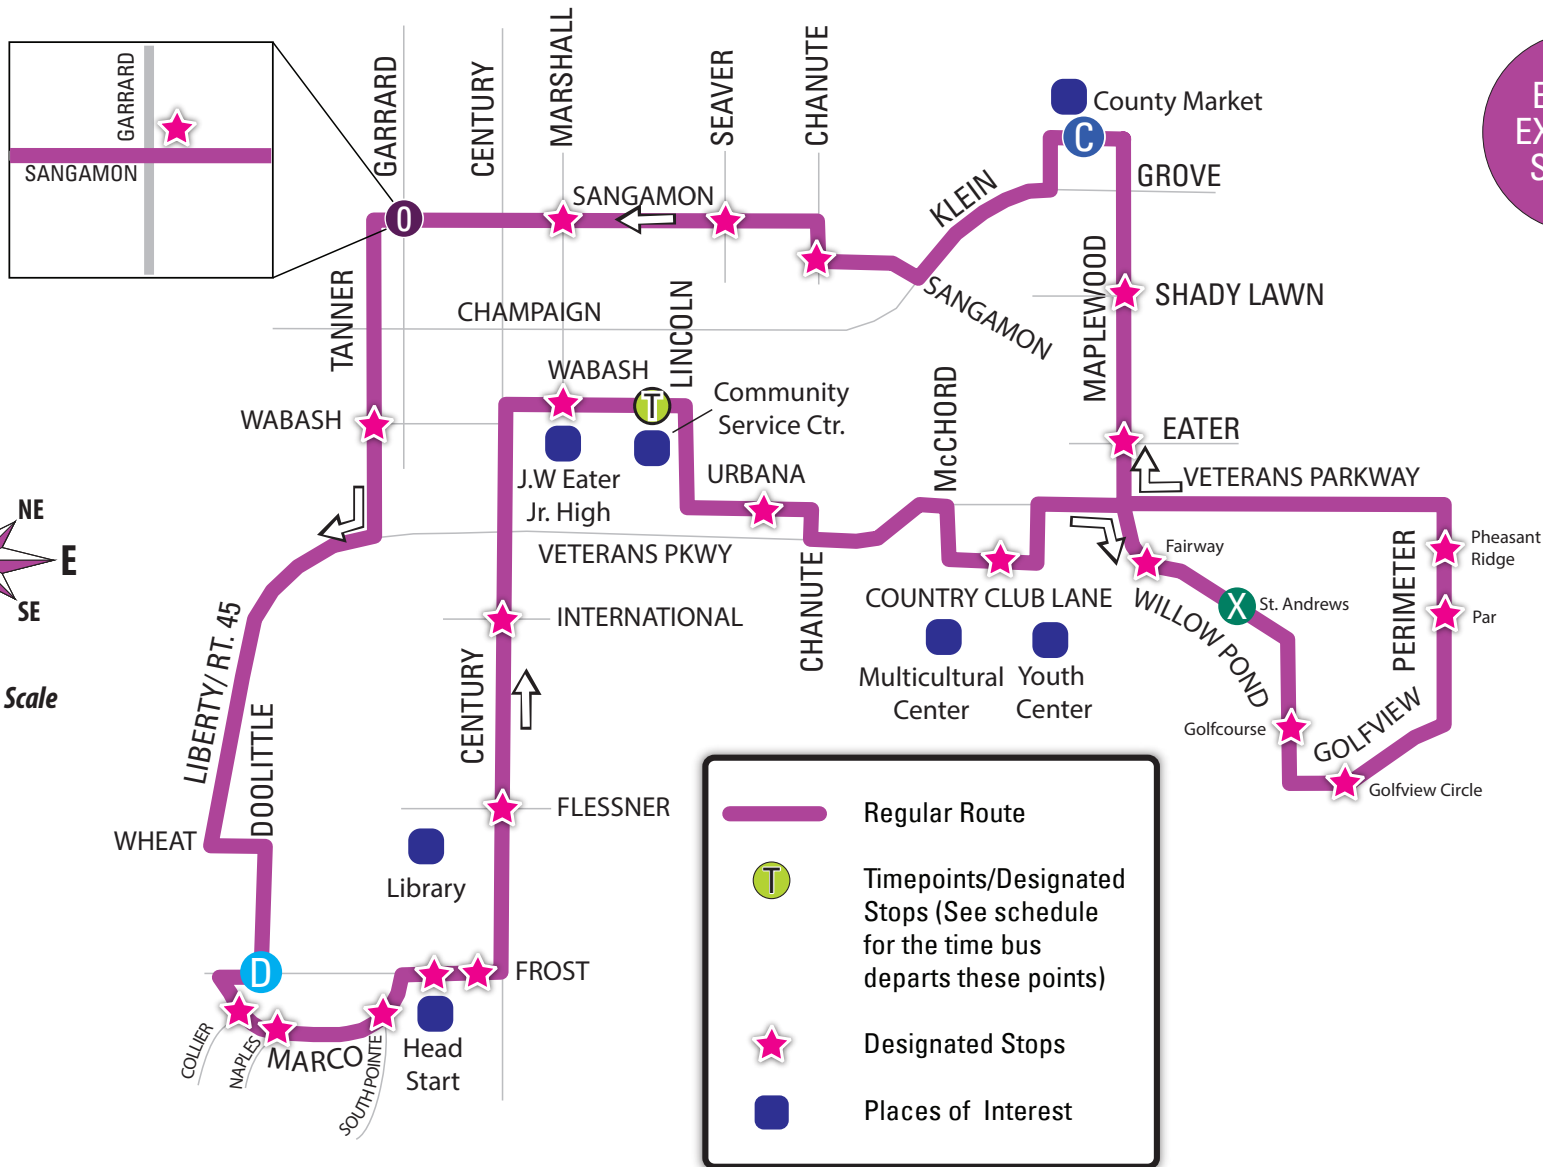 GARRARD
SANGAMON
GARRARD
CENTURY
MARSHALL
SEAVER
CHANUTE
County Market
C
GROVE
KLEIN
SANGAMON
O
TANNER
CHAMPAIGN
LINCOLN
SANGAMON
MAPLEWOOD
SHADY LAWN
WABASH
WABASH
T
Community
Service Ctr.
McCHORD
EATER
J.W Eater
Jr. High
URBANA
VETERANS PARKWAY
NE
E
SE
Scale
VETERANS PKWY
CHANUTE
Fairway
Pheasant
Ridge
PERIMETER
St. Andrews
X
Par
INTERNATIONAL
COUNTRY CLUB LANE
WILLOW POND
Multicultural
Center
Youth
Center
LIBERTY/ RT. 45
DOOLITTLE
CENTURY
Golfcourse
GOLFVIEW
Golfview Circle
FLESSNER
WHEAT
Library
D
FROST
COLLIER
NAPLES
MARCO
SOUTH POINTE
Head
Start
Regular Route
T
Timepoints/Designated
Stops (See schedule
for the time bus
departs these points)
Designated Stops
Places of Interest